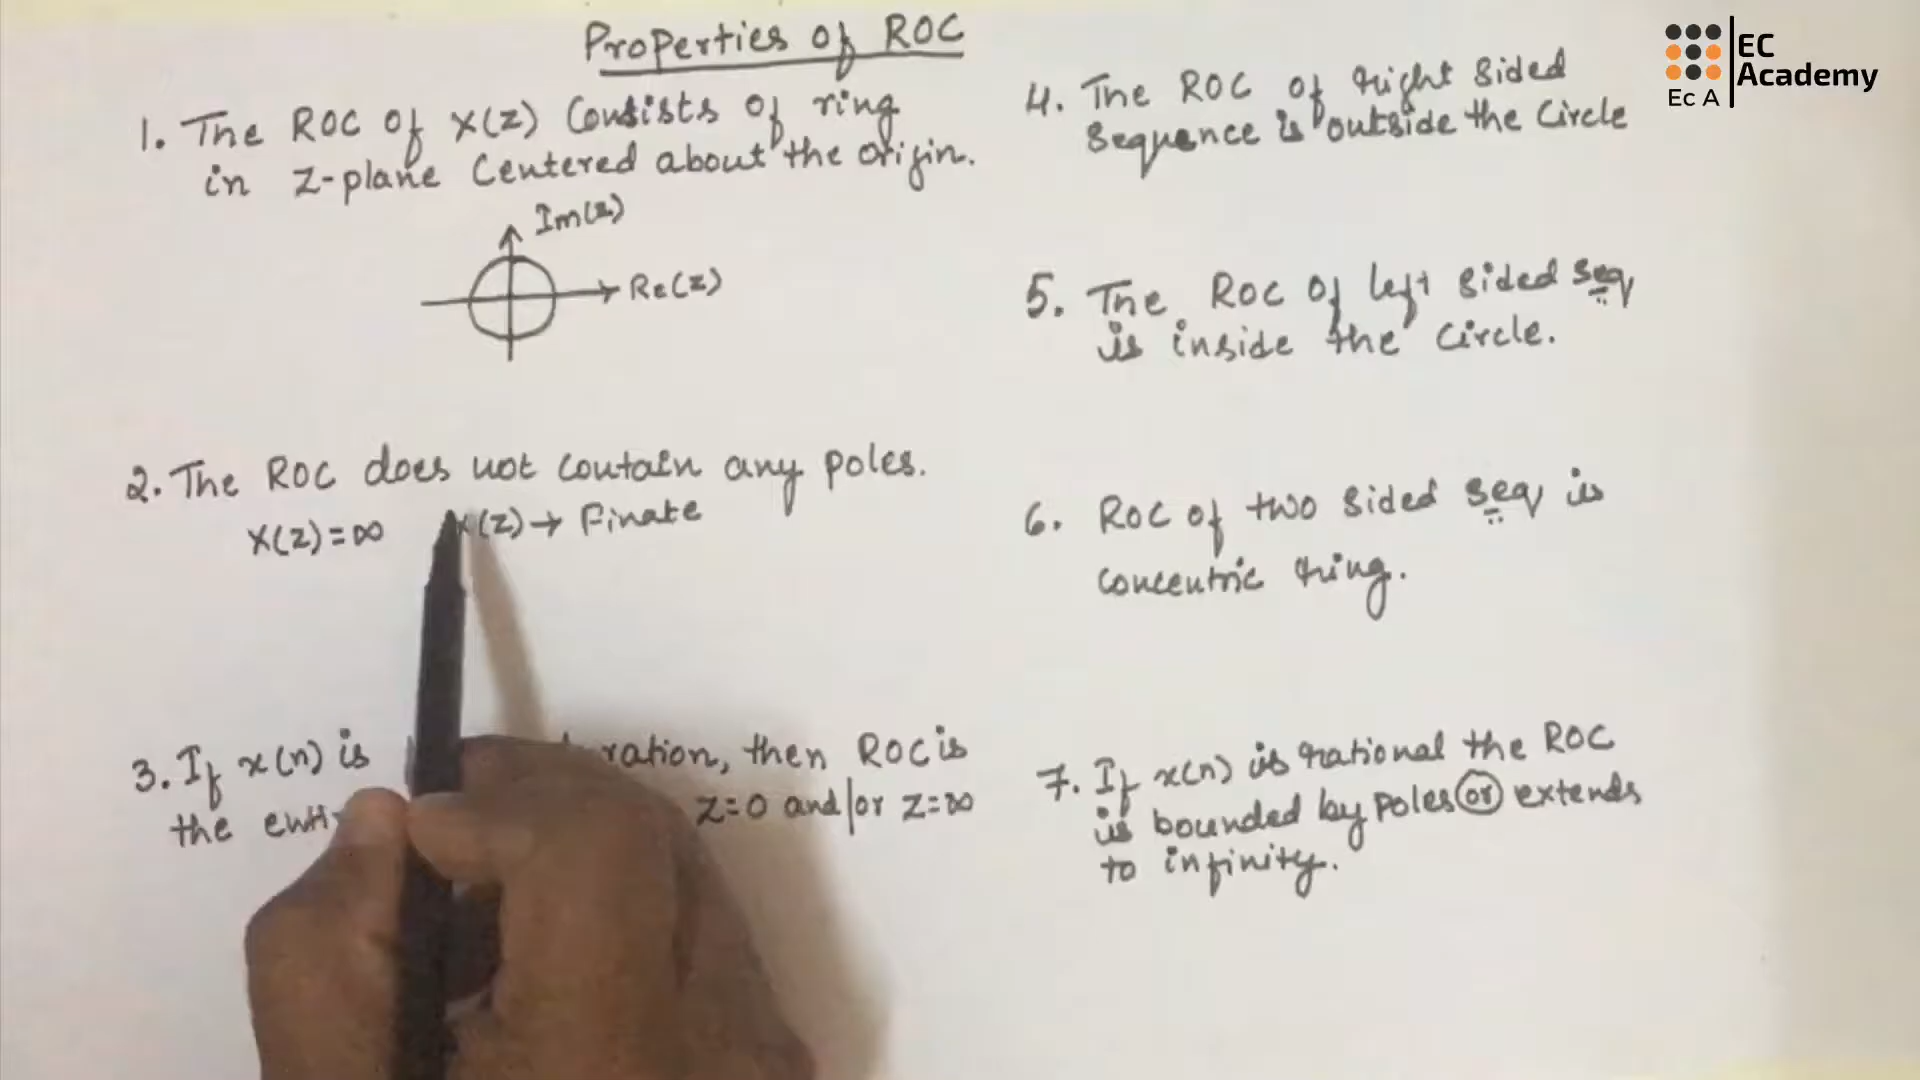 Properties of ROC
1. The ROC of X(z) Consists of ring
in Z-plane Centered about the origin.
Im(z)
Re(z)
2. The ROC does not contain any poles.
X(z)=∞ X(z)→ Finate
3. If x(n) is ration, then ROC is
the z=0 and/or z=∞
4. The ROC of right sided
sequence is outside the Circle
5. The ROC of left sided seq
is inside the Circle.
6. ROC of two sided seq is
concentric ring.
7. If x(n) is rational the ROC
is bounded by poles or extends
to infinity.
EC
Academy
Ec A